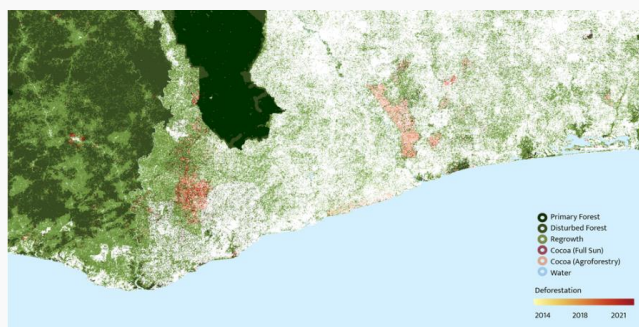 Primary Forest
Disturbed Forest
Regrowth
Cocoa (Full Sun)
Cocoa (Agroforestry)
Water
Deforestation
2014 2018 2021